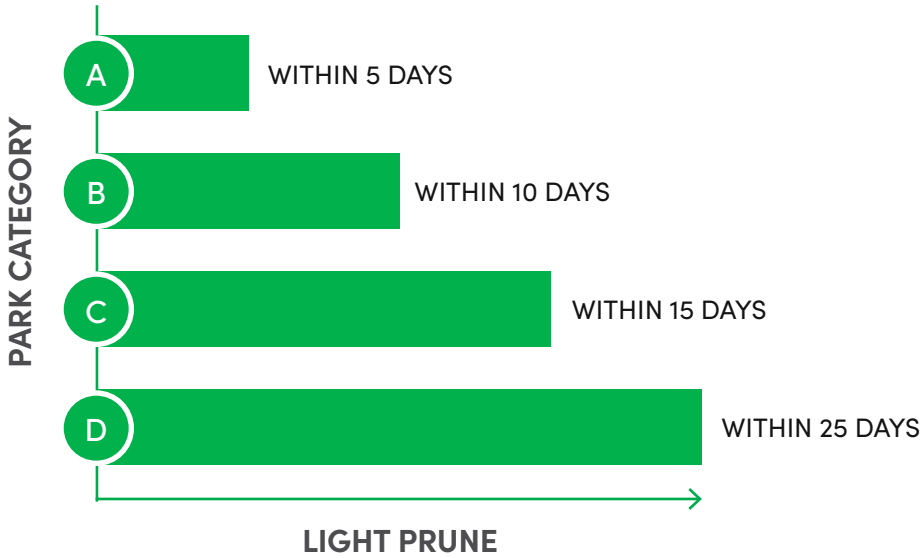 PARK CATEGORY
A
WITHIN 5 DAYS
B
WITHIN 10 DAYS
C
WITHIN 15 DAYS
D
WITHIN 25 DAYS
LIGHT PRUNE